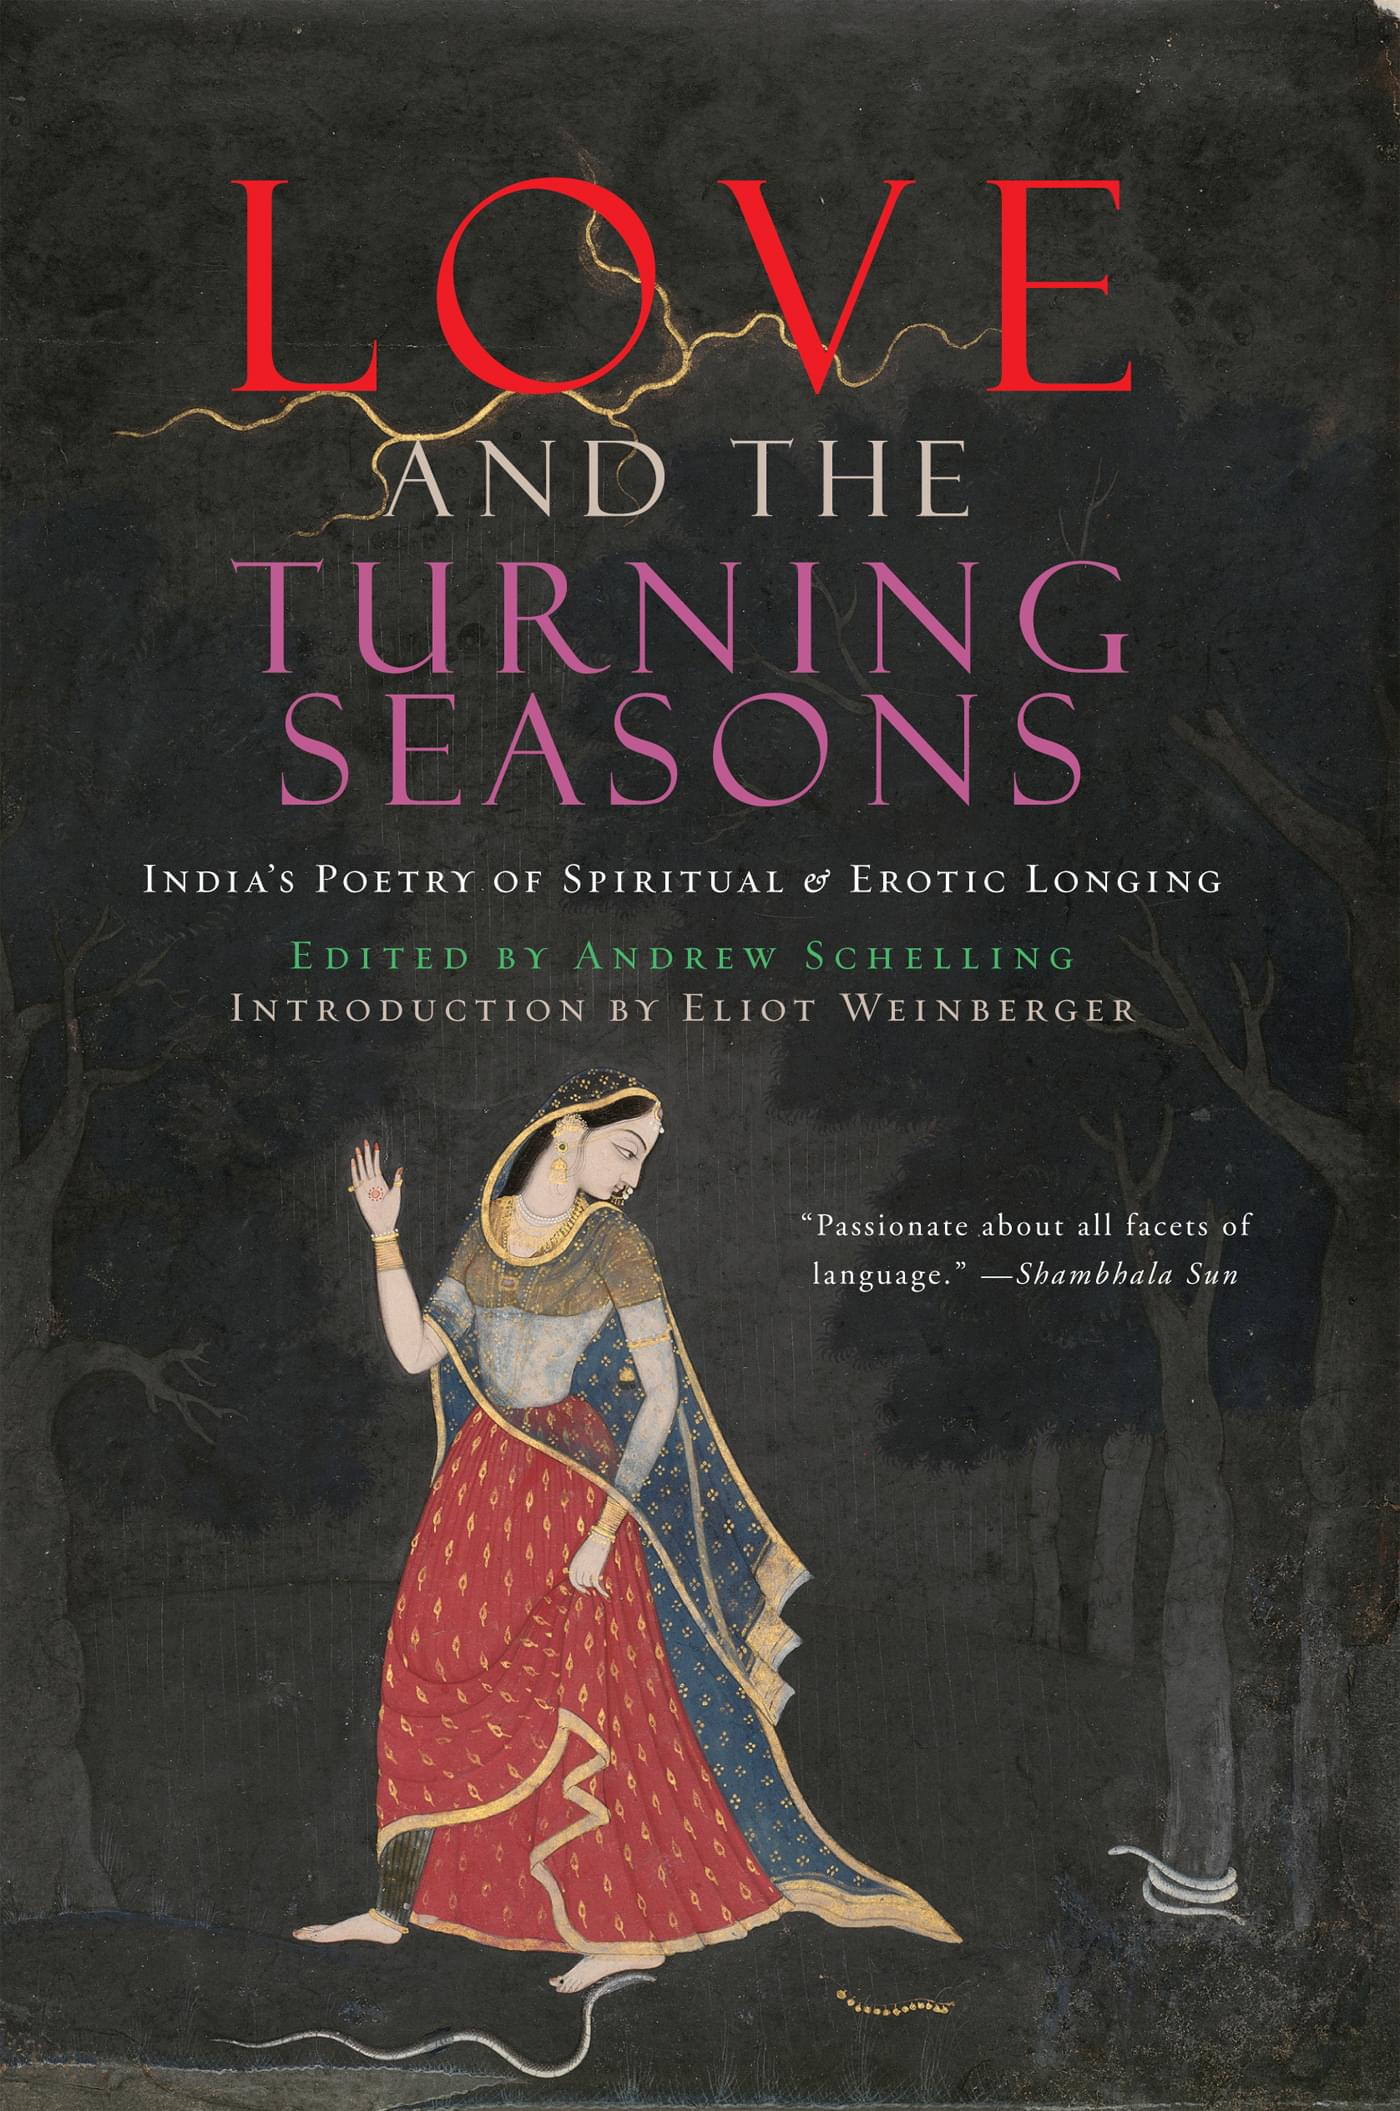 LOVE
AND THE
TURNING
SEASONS
INDIA'S POETRY OF SPIRITUAL & EROTIC LONGING
EDITED BY ANDREW SCHELLING
INTRODUCTION BY ELIOT WEINBERGER
“Passionate about all facets of
language.” —Shambhala Sun